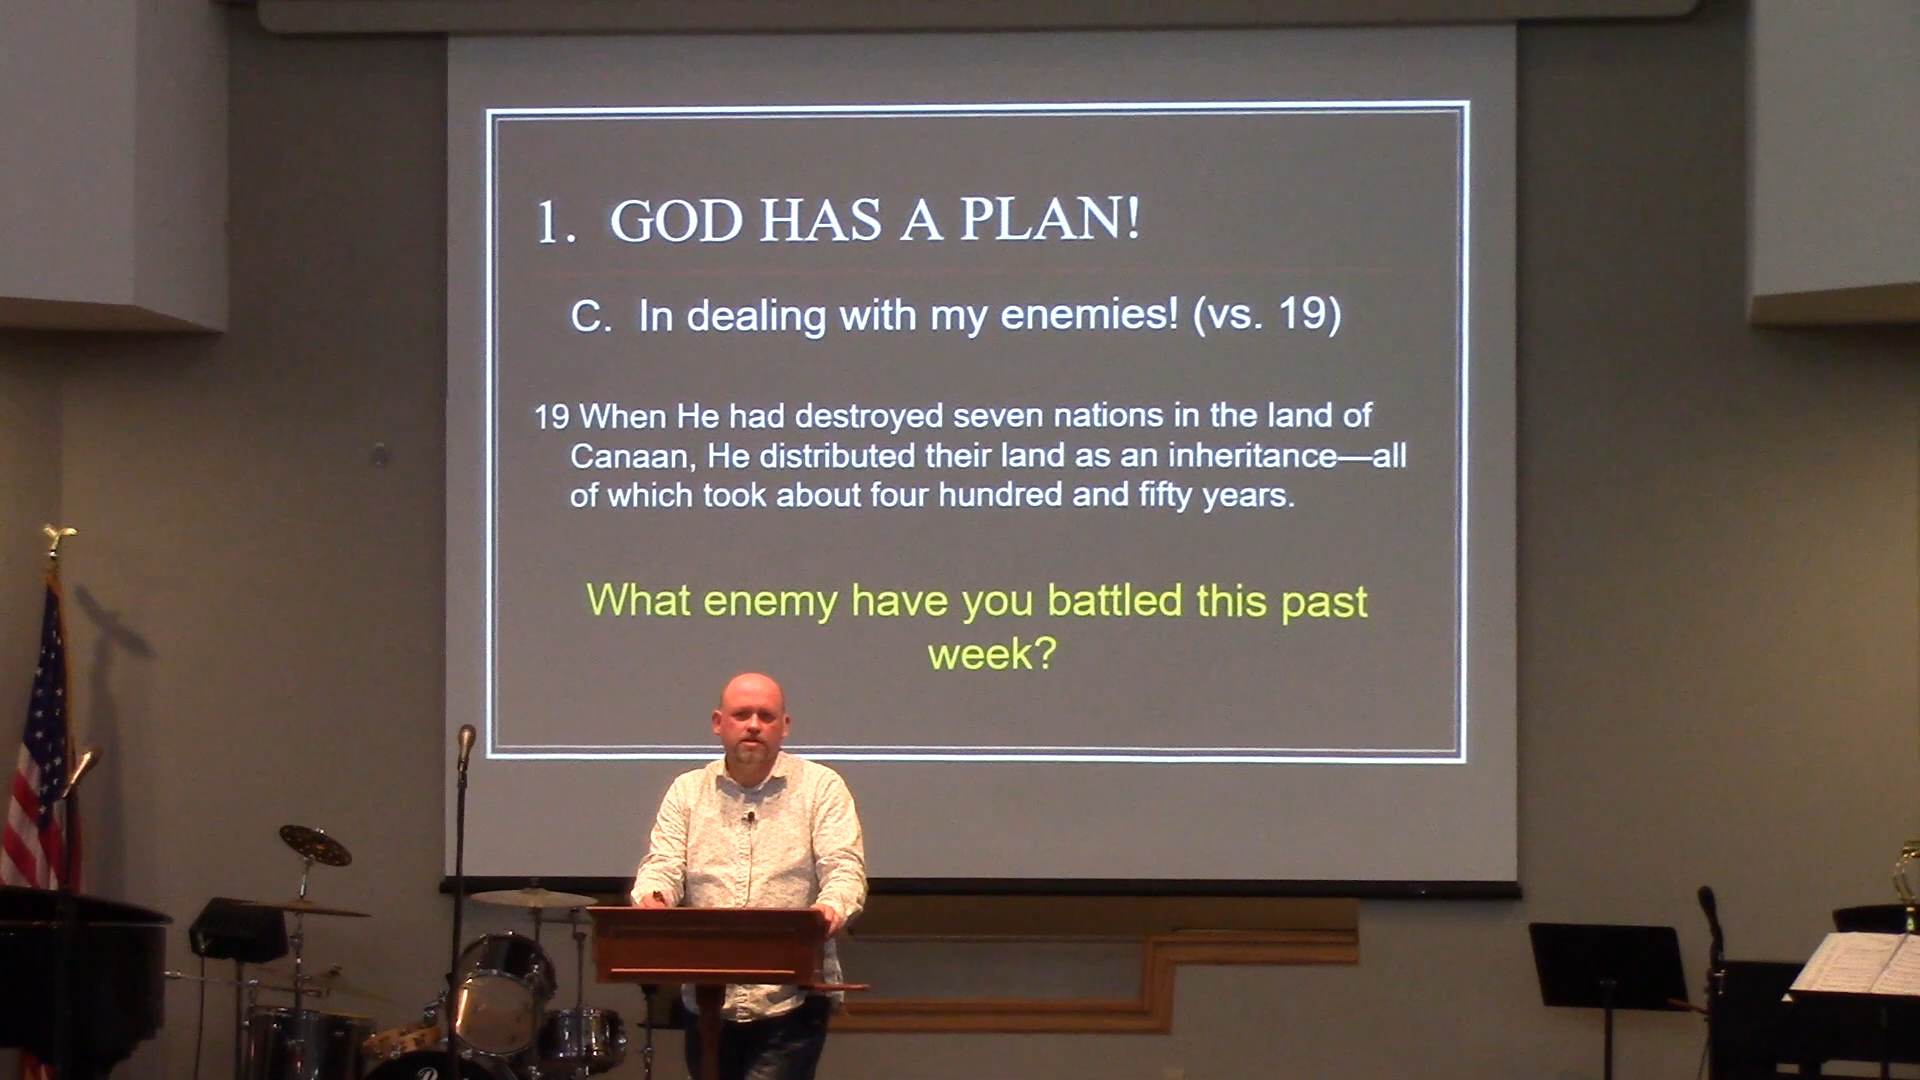 1. GOD HAS A PLAN!
C. In dealing with my enemies! (vs. 19)
19 When He had destroyed seven nations in the land of
Canaan, He distributed their land as an inheritance—all
of which took about four hundred and fifty years.
What enemy have you battled this past
week?